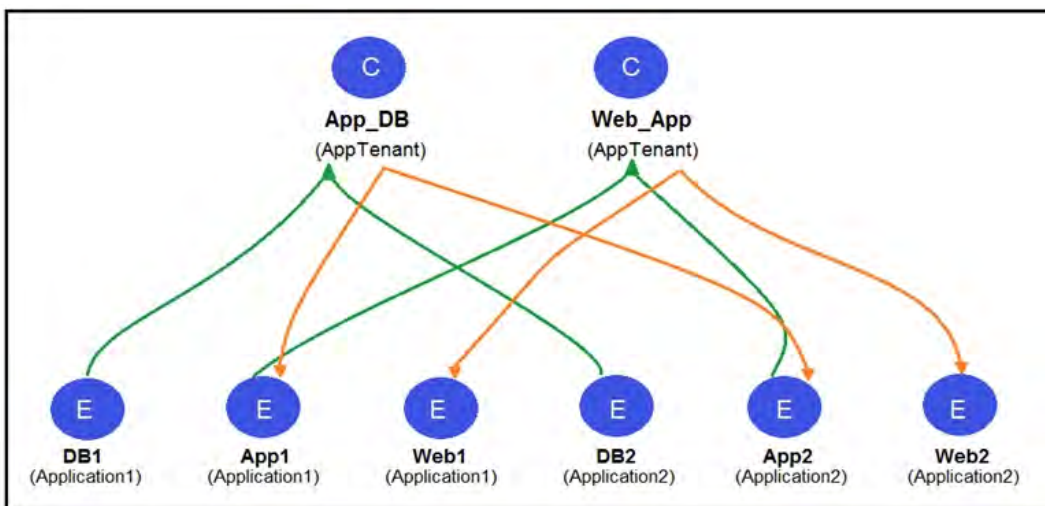 C C
App_DB Web_App
(AppTenant) (AppTenant)
E E E E E E
DB1 App1 Web1 DB2 App2 Web2
(Application1) (Application1) (Application1) (Application2) (Application2) (Application2)